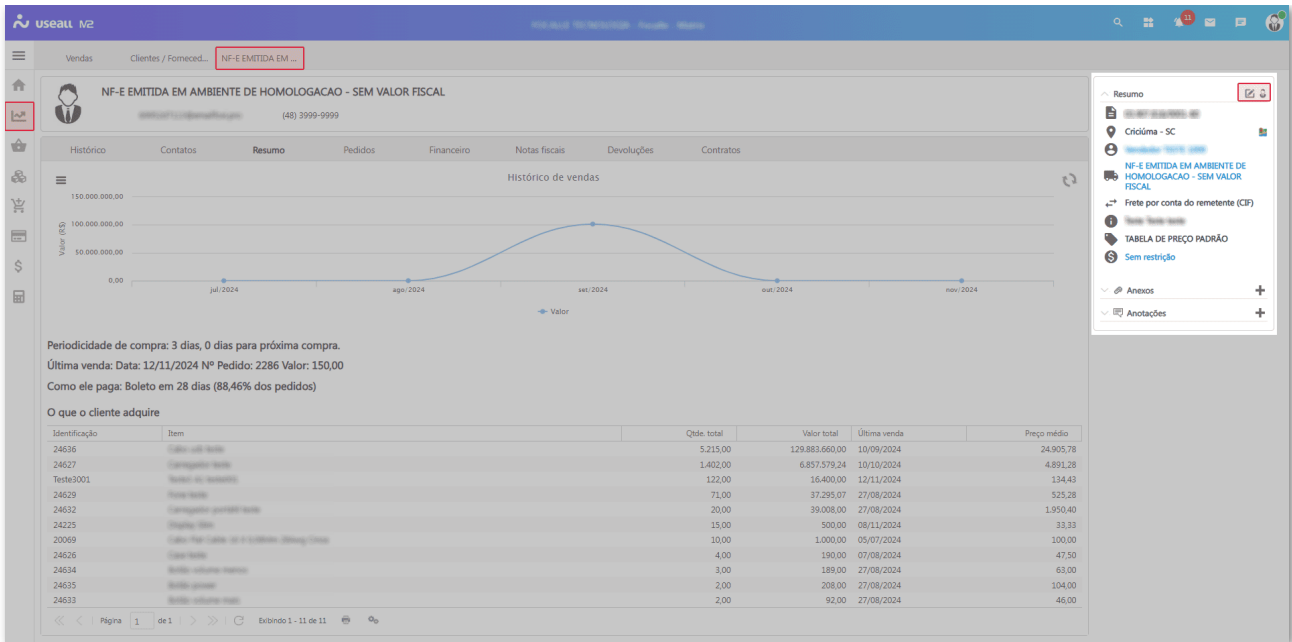 useall M2
11
Vendas Clientes / Forneced... NF-E EMITIDA EM ...
NF-E EMITIDA EM AMBIENTE DE HOMOLOGACAO - SEM VALOR FISCAL
(48) 3999-9999
Histórico Contatos Resumo Pedidos Financeiro Notas fiscais Devoluções Contratos
Histórico de vendas
Valor (R$)
150.000.000,00
100.000.000,00
50.000.000,00
0,00
jul/2024 ago/2024 set/2024 out/2024 nov/2024
Valor
Periodicidade de compra: 3 dias, 0 dias para próxima compra.
Última venda: Data: 12/11/2024 Nº Pedido: 2286 Valor: 150,00
Como ele paga: Boleto em 28 dias (88,46% dos pedidos)
O que o cliente adquire
Identificação Item Qtde. total Valor total Última venda Preço médio
24636 5.215,00 129.883.660,00 10/09/2024 24.905,78
24627 1.402,00 6.857.579,24 10/10/2024 4.891,28
Teste3001 122,00 16.400,00 12/11/2024 134,43
24629 71,00 37.295,07 27/08/2024 525,28
24632 20,00 39.008,00 27/08/2024 1.950,40
24225 15,00 500,00 08/11/2024 33,33
20069 10,00 1.000,00 05/07/2024 100,00
24626 4,00 190,00 07/08/2024 47,50
24634 3,00 189,00 27/08/2024 63,00
24635 2,00 208,00 27/08/2024 104,00
24633 2,00 92,00 27/08/2024 46,00
Página 1 de 1 Exibindo 1 - 11 de 11
Resumo
Criciúma - SC
NF-E EMITIDA EM AMBIENTE DE
HOMOLOGACAO - SEM VALOR
FISCAL
Frete por conta do remetente (CIF)
TABELA DE PREÇO PADRÃO
Sem restrição
Anexos
Anotações